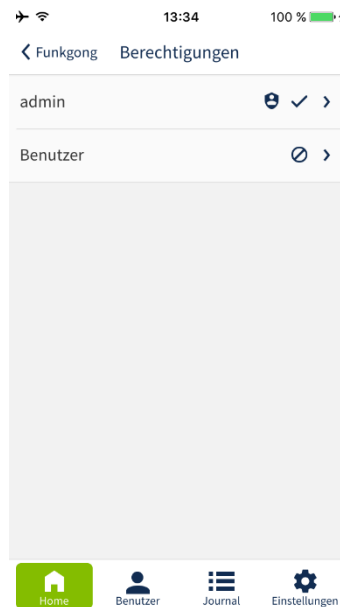 13:34
100 %
Funkgong
Berechtigungen
admin
Benutzer
Home
Benutzer
Journal
Einstellungen